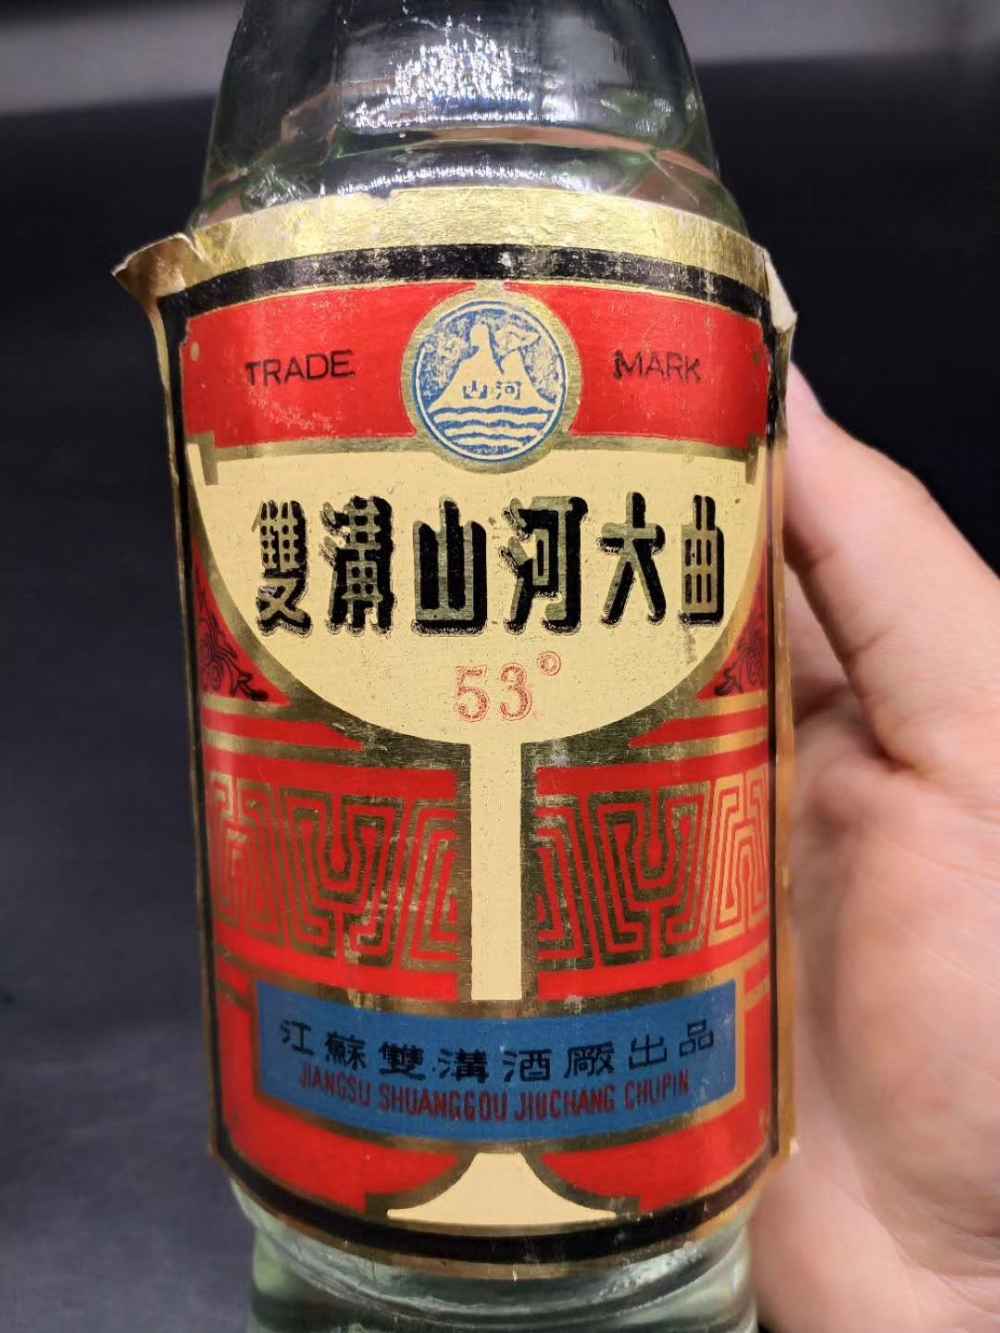 TRADE MARK
山河
雙溝山河大曲
53°
江蘇雙溝酒廠出品
JIANGSU SHUANGGOU JIUCHANG CHUPIN